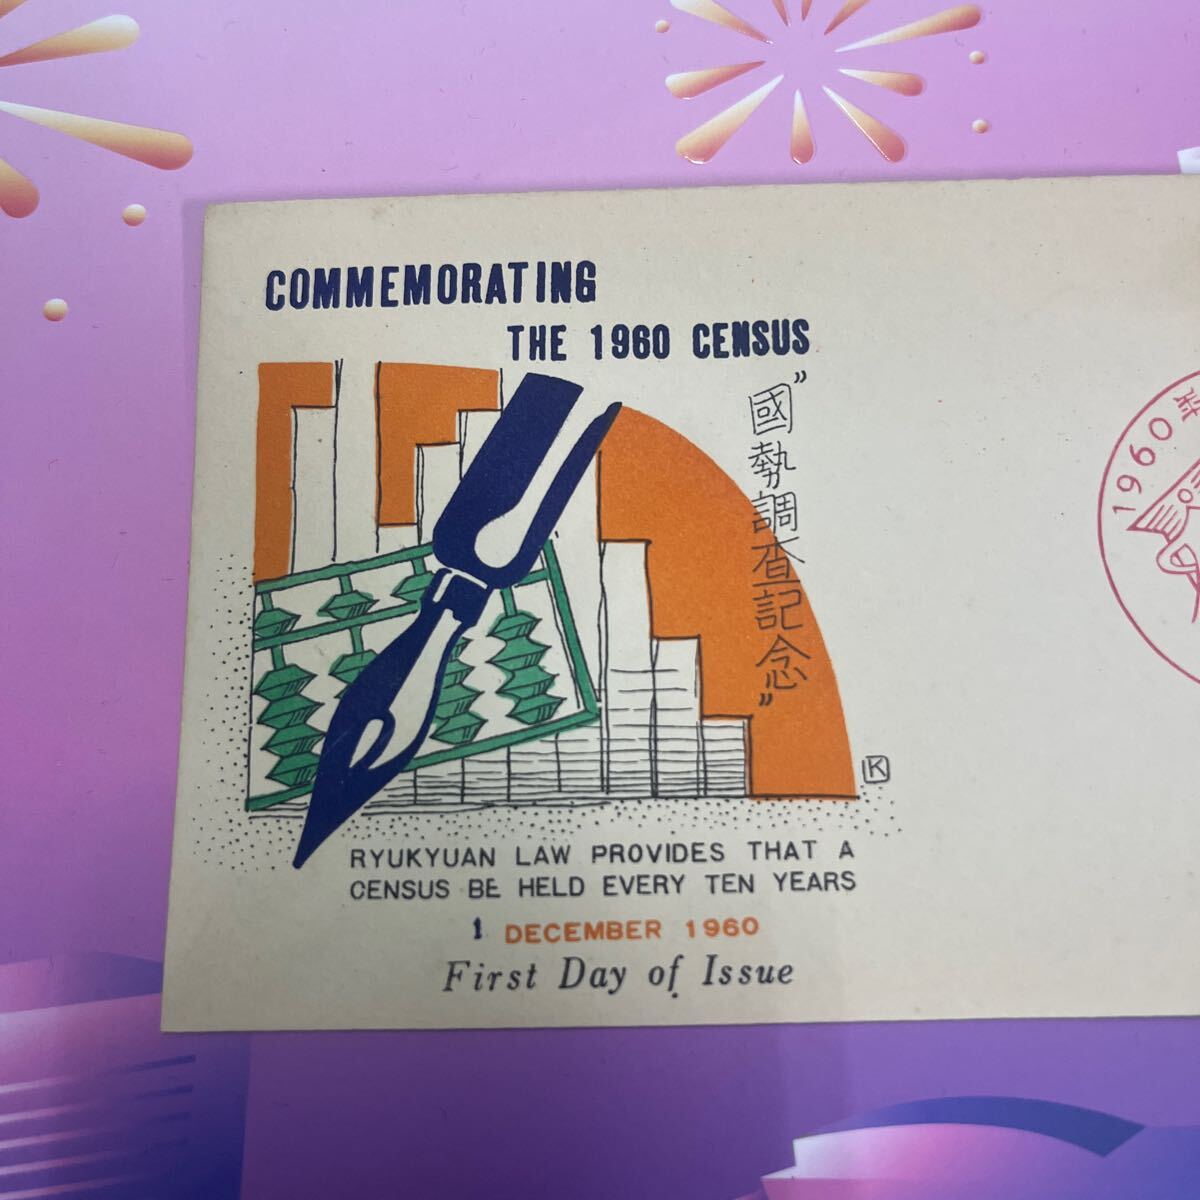 COMMEMORATING
THE 1960 CENSUS
"國勢調査記念"
K
RYUKYUAN LAW PROVIDES THAT A
CENSUS BE HELD EVERY TEN YEARS
1 DECEMBER 1960
First Day of Issue
1960